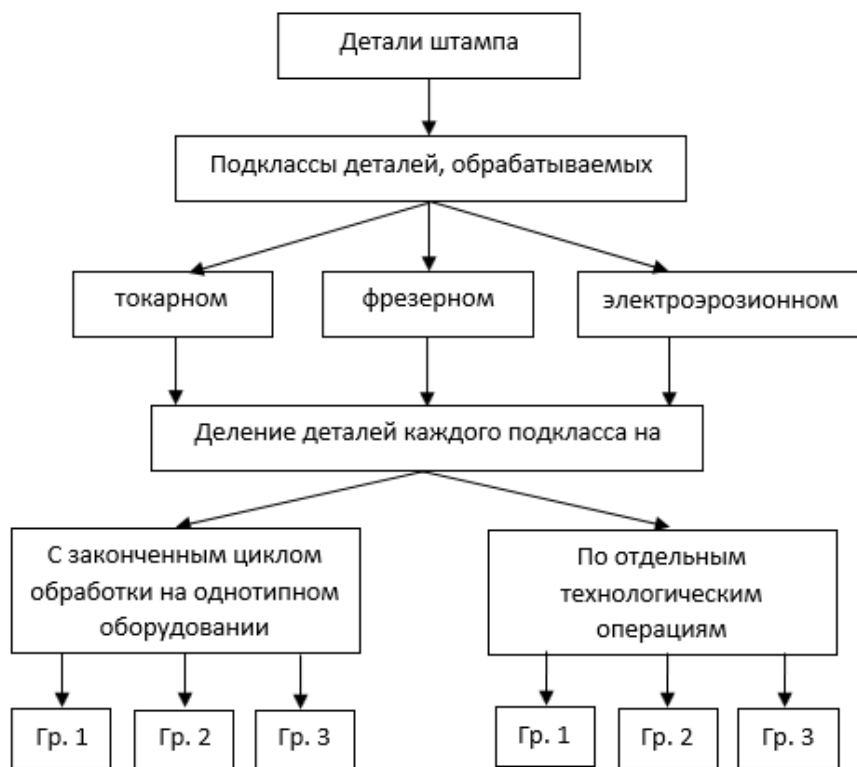 Детали штампа
Подклассы деталей, обрабатываемых
токарном
фрезерном
электроэрозионном
Деление деталей каждого подкласса на
С законченным циклом
обработки на однотипном
оборудовании
По отдельным
технологическим
операциям
Гр. 1
Гр. 2
Гр. 3
Гр. 1
Гр. 2
Гр. 3